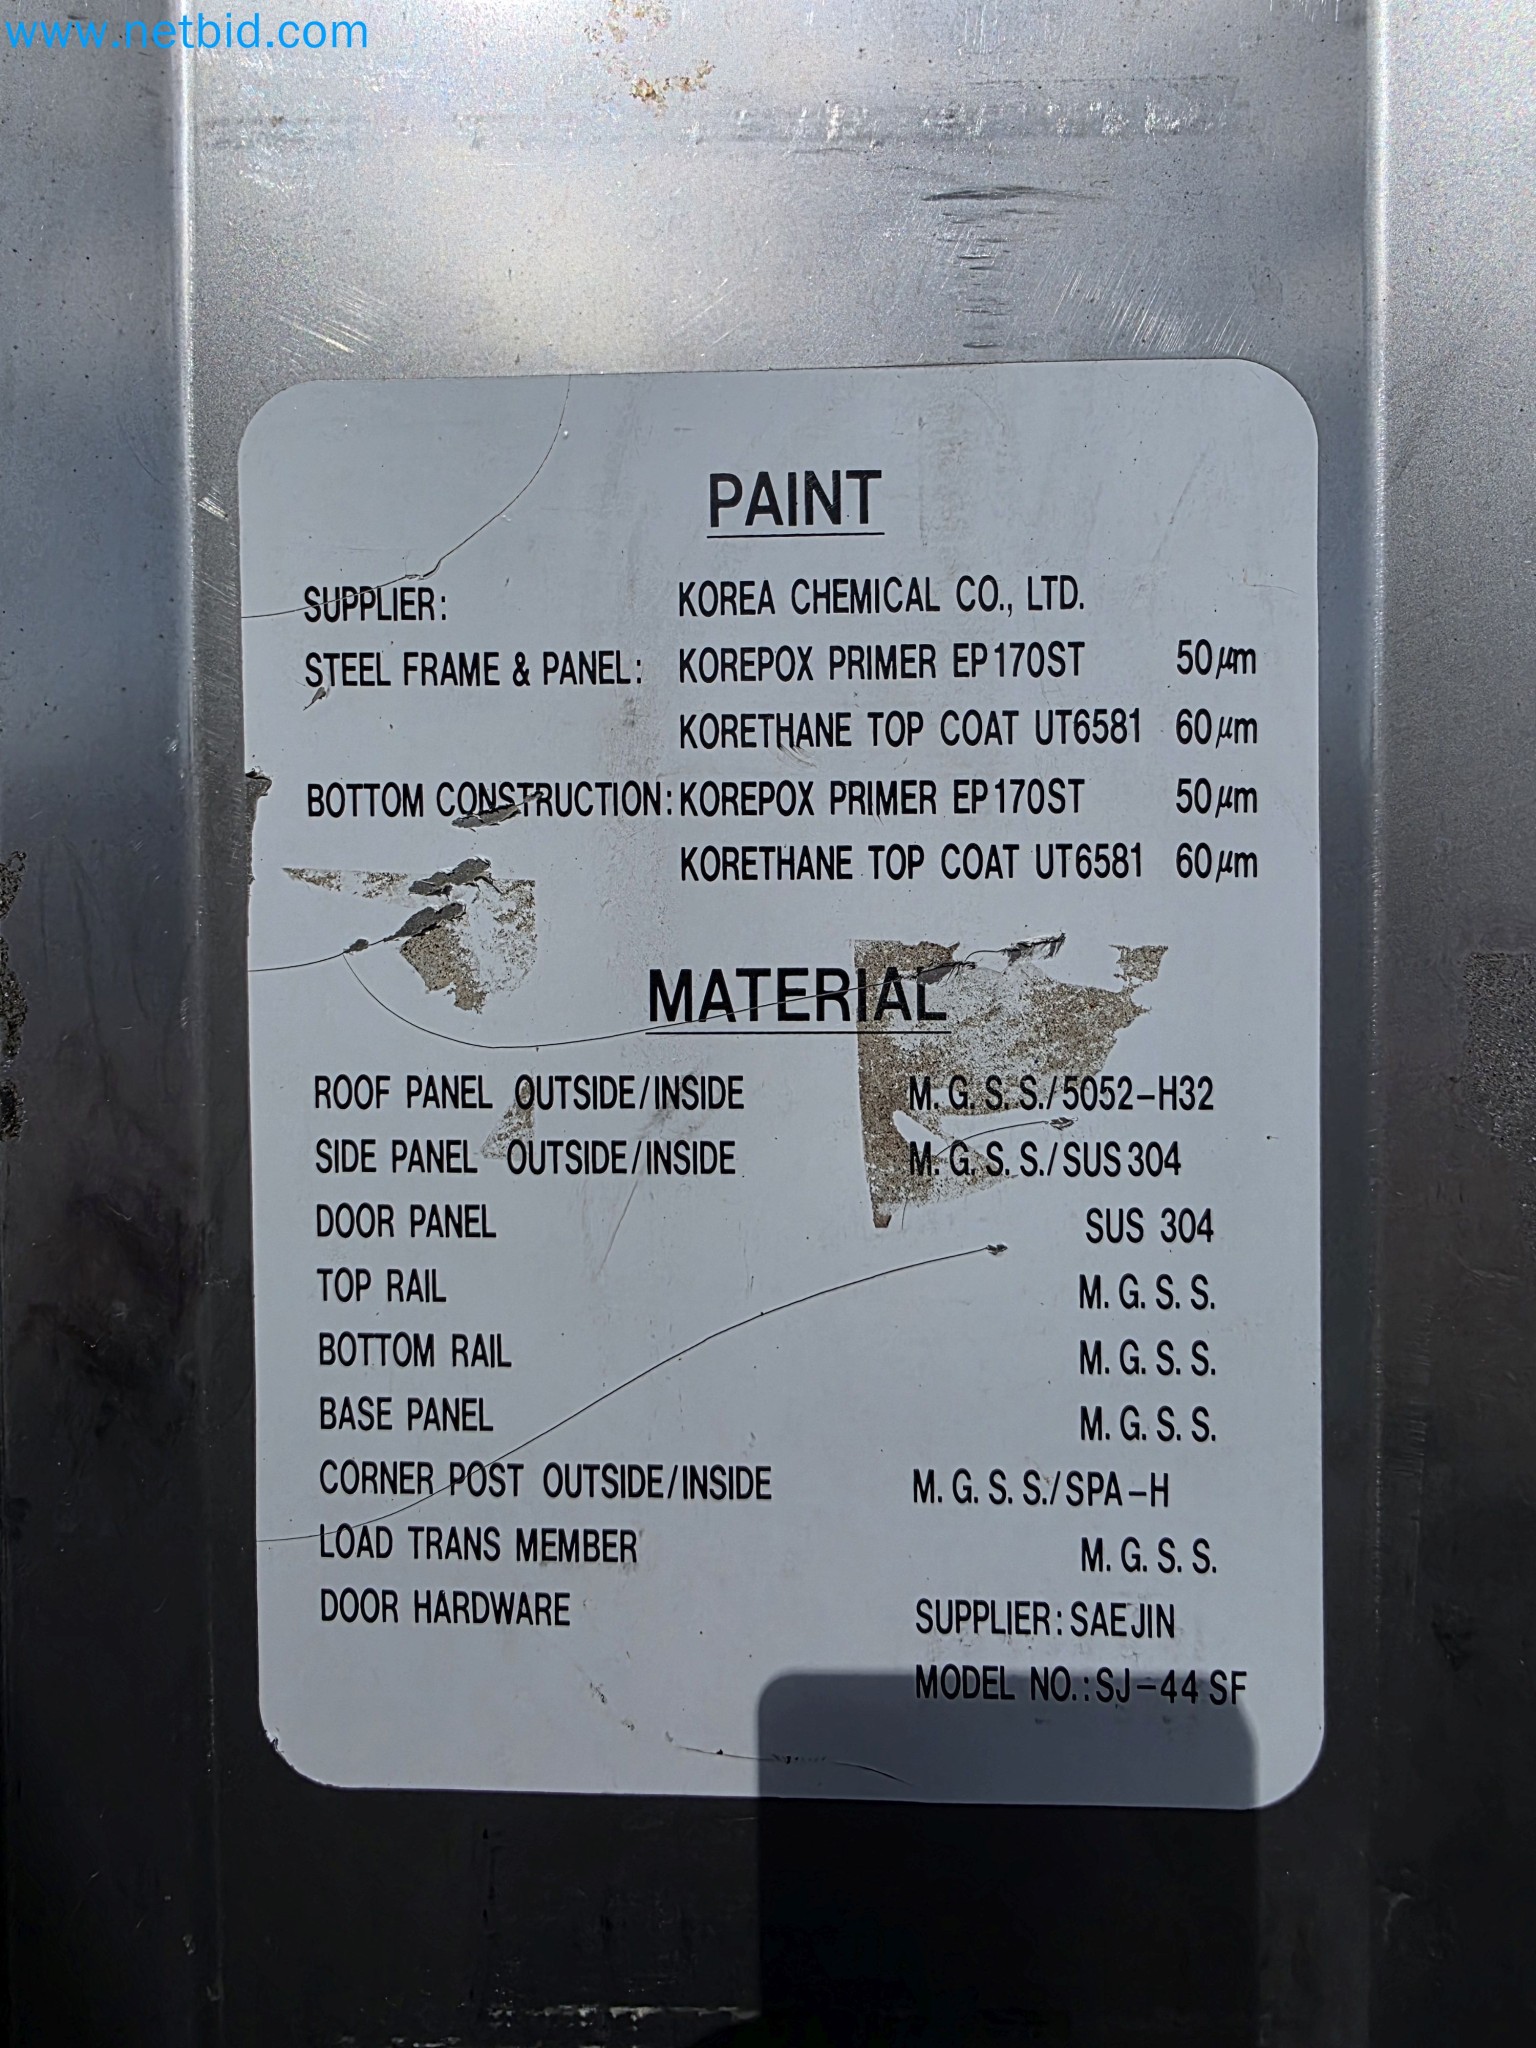 www.netbid.com
PAINT
SUPPLIER: KOREA CHEMICAL CO., LTD.
STEEL FRAME & PANEL: KOREPOX PRIMER EP170ST 50μm
KORETHANE TOP COAT UT6581 60μm
BOTTOM CONSTRUCTION: KOREPOX PRIMER EP170ST 50μm
KORETHANE TOP COAT UT6581 60μm
MATERIAL
ROOF PANEL OUTSIDE/INSIDE M. G. S. S./5052-H32
SIDE PANEL OUTSIDE/INSIDE M. G. S. S./SUS304
DOOR PANEL SUS 304
TOP RAIL M. G. S. S.
BOTTOM RAIL M. G. S. S.
BASE PANEL M. G. S. S.
CORNER POST OUTSIDE/INSIDE M. G. S. S./SPA-H
LOAD TRANS MEMBER M. G. S. S.
DOOR HARDWARE SUPPLIER: SAEJIN
MODEL NO.: SJ-44 SF